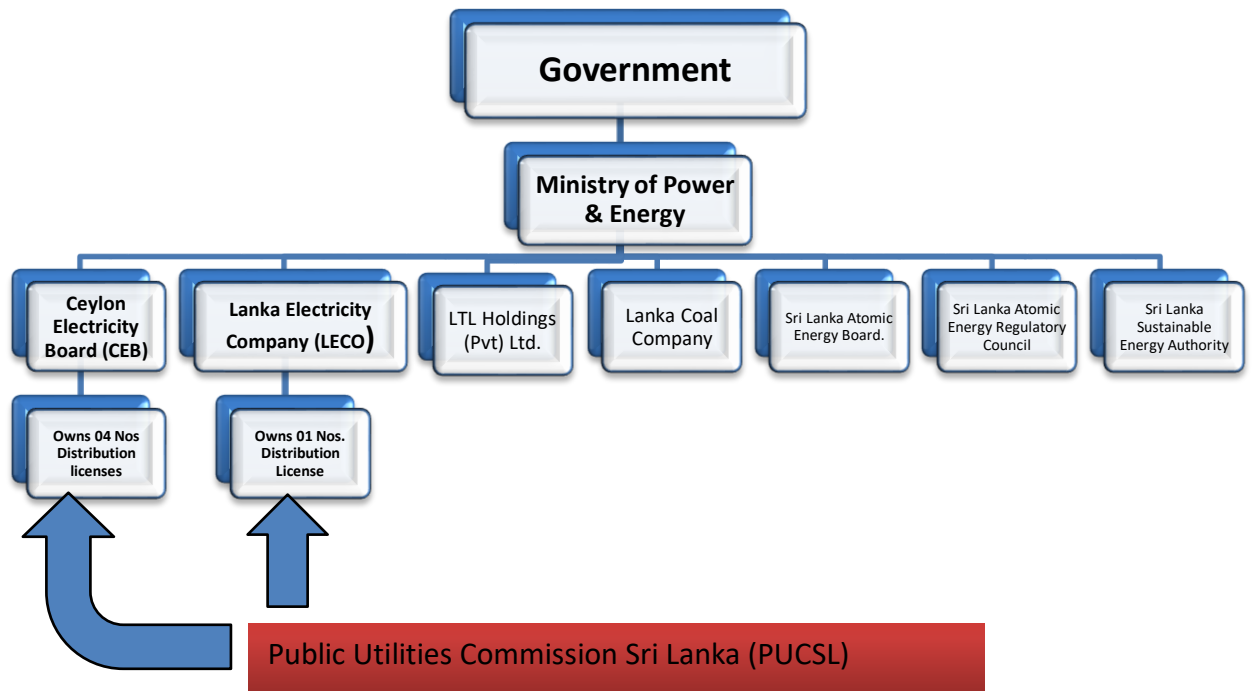 Government
Ministry of Power
& Energy
Ceylon
Electricity
Board (CEB)
Lanka Electricity
Company (LECO)
LTL Holdings
(Pvt) Ltd.
Lanka Coal
Company
Sri Lanka Atomic
Energy Board.
Sri Lanka Atomic
Energy Regulatory
Council
Sri Lanka
Sustainable
Energy Authority
Owns 04 Nos
Distribution
licenses
Owns 01 Nos.
Distribution
License
Public Utilities Commission Sri Lanka (PUCSL)